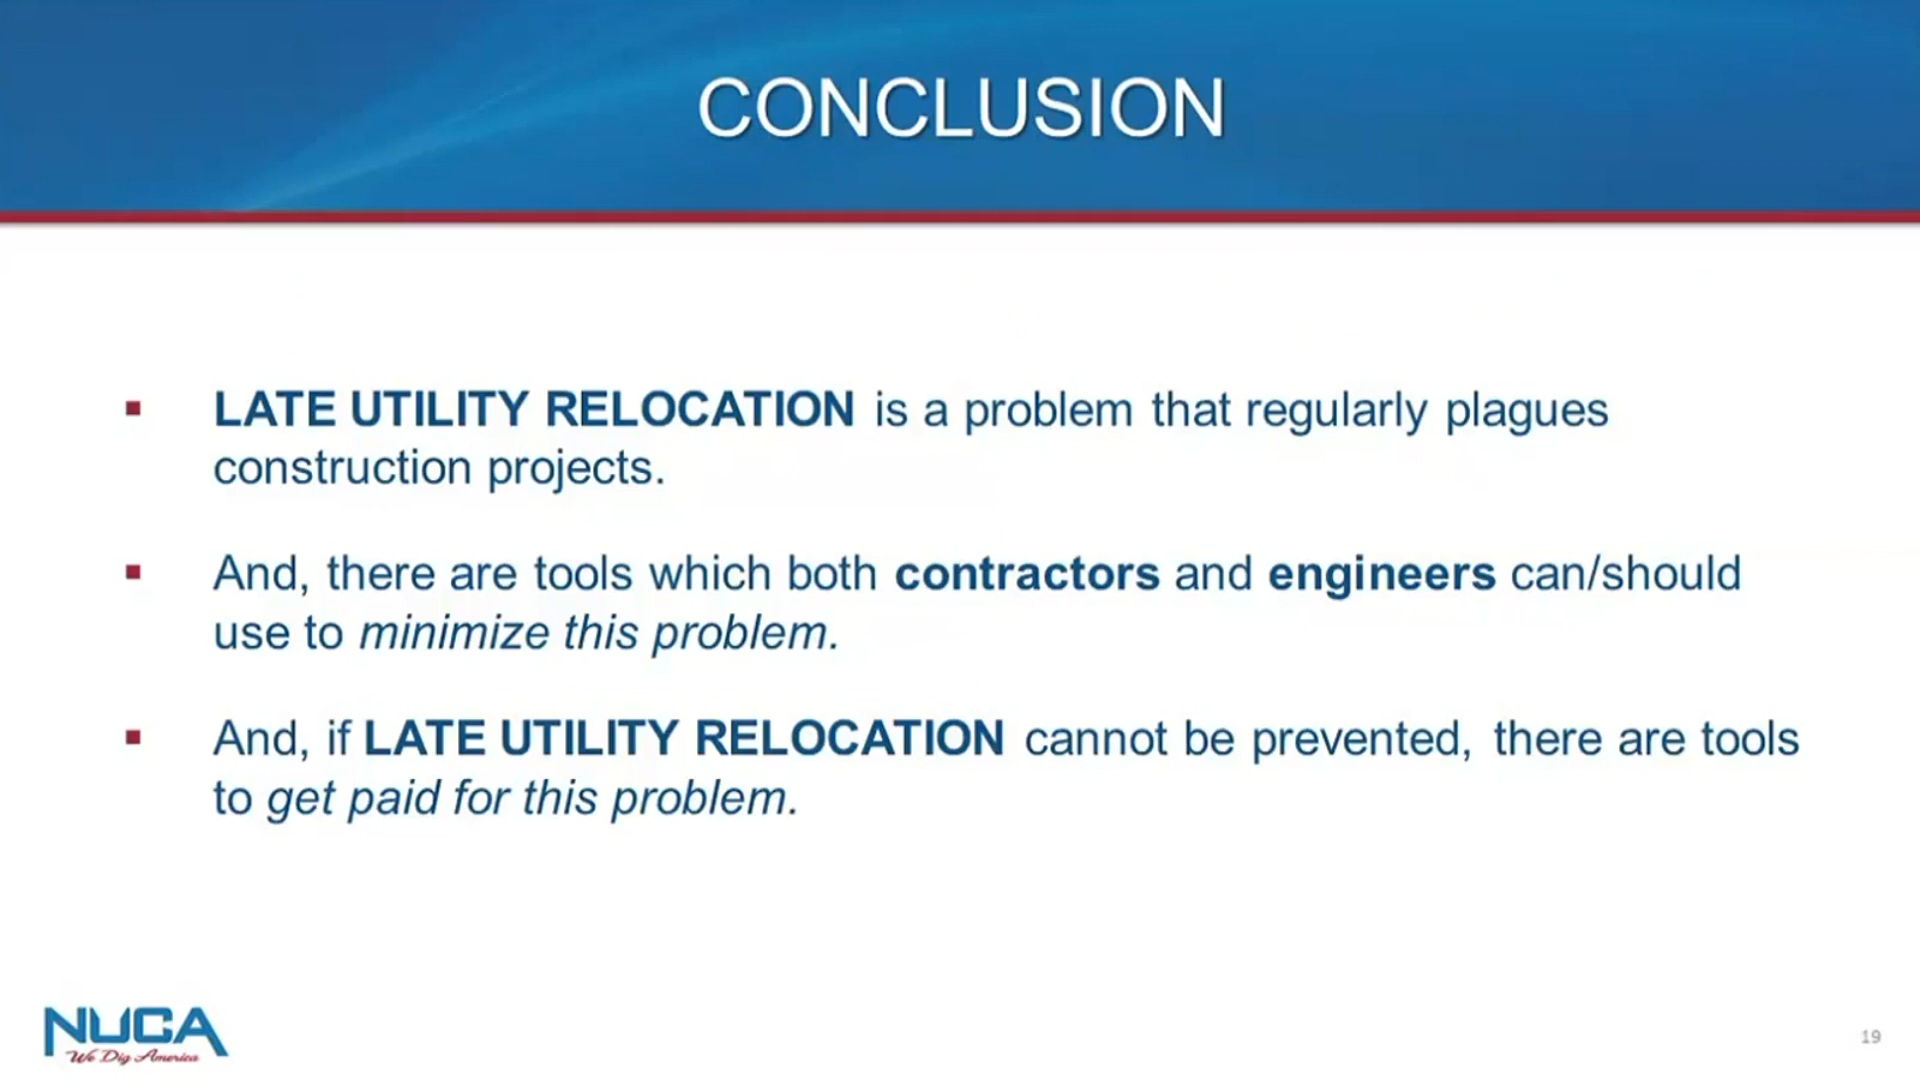 CONCLUSION
▪ LATE UTILITY RELOCATION is a problem that regularly plagues
construction projects.
▪ And, there are tools which both contractors and engineers can/should
use to minimize this problem.
▪ And, if LATE UTILITY RELOCATION cannot be prevented, there are tools
to get paid for this problem.
NUCA
We Dig America
19